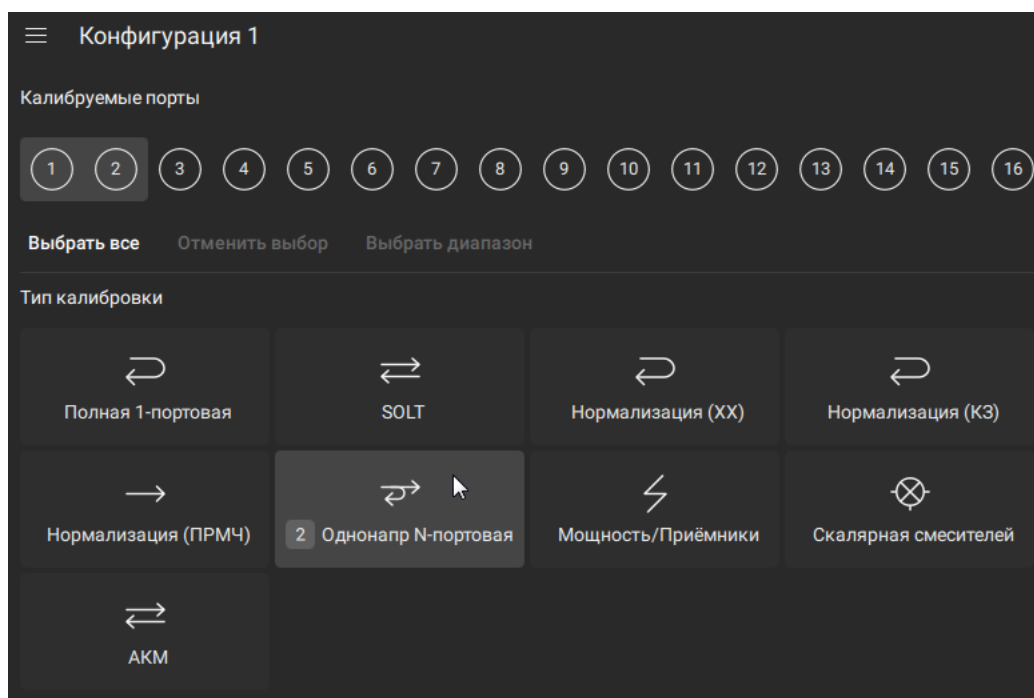 Конфигурация 1
Калибруемые порты
1 2 3 4 5 6 7 8 9 10 11 12 13 14 15 16
Выбрать все Отменить выбор Выбрать диапазон
Тип калибровки
Полная 1-портовая SOLT Нормализация (ХХ) Нормализация (КЗ)
Нормализация (ПРМЧ) 2 Однонапр N-портовая Мощность/Приёмники Скалярная смесителей
АКМ